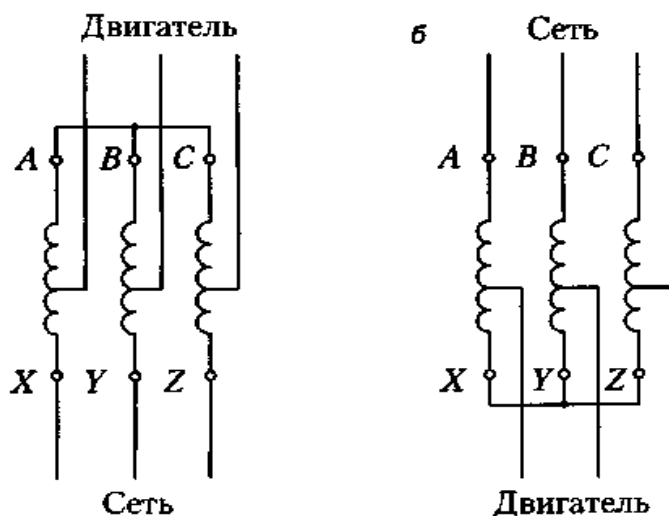 Двигатель
б Сеть
A B C
A B C
X Y Z
X Y Z
Сеть
Двигатель